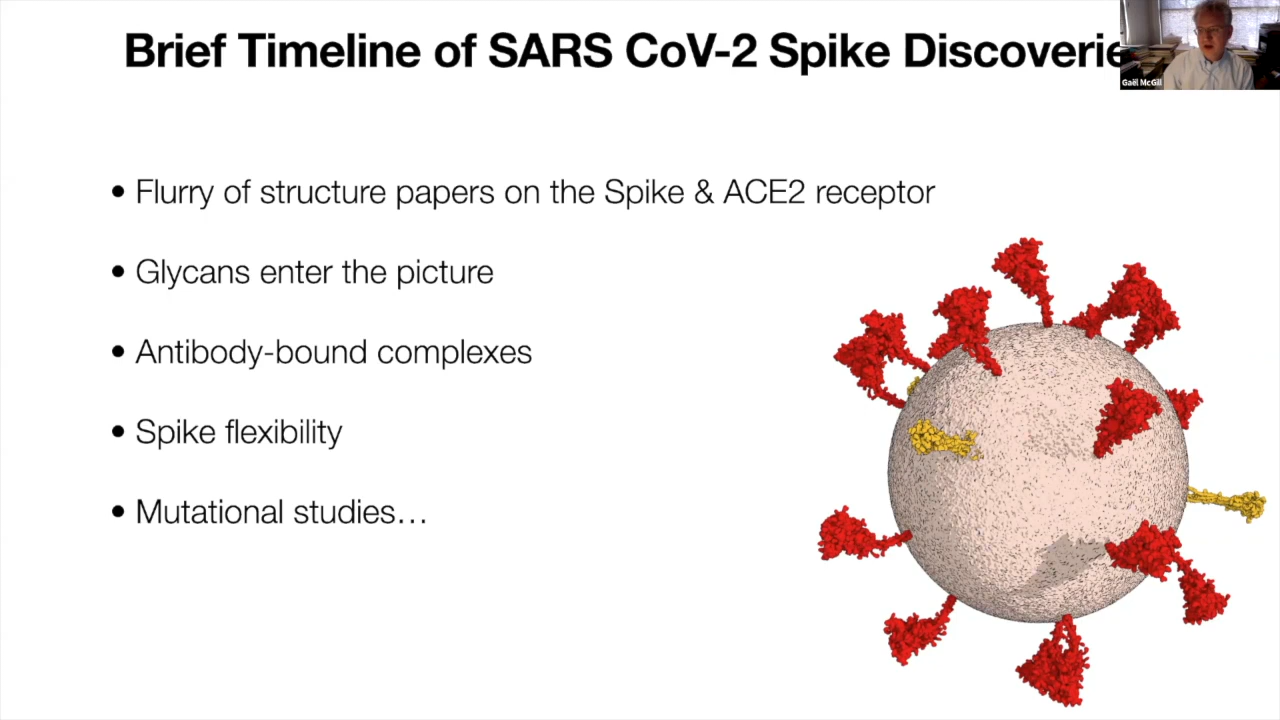 Brief Timeline of SARS CoV-2 Spike Discoverie
Gaël McGill
• Flurry of structure papers on the Spike & ACE2 receptor
• Glycans enter the picture
• Antibody-bound complexes
• Spike flexibility
• Mutational studies…